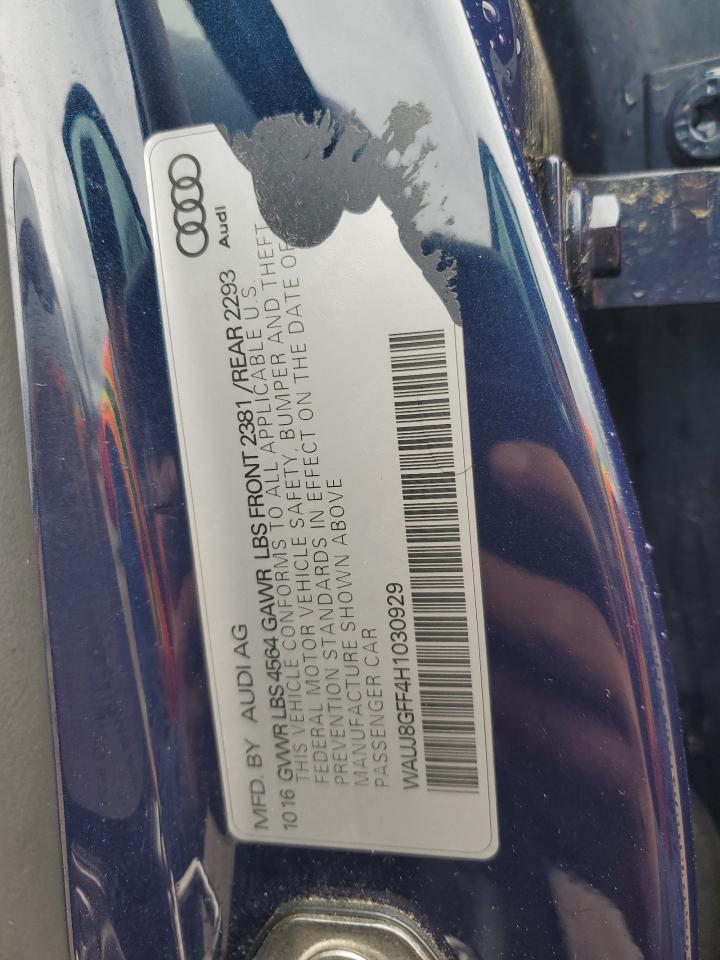 Audi
MFD. BY AUDI AG
10 16 GVWR LBS 4564 GAWR LBS FRONT 2381 /REAR 2293
THIS VEHICLE CONFORMS TO ALL APPLICABLE U.S.
FEDERAL MOTOR VEHICLE SAFETY, BUMPER AND THEFT
PREVENTION STANDARDS IN EFFECT ON THE DATE OF
MANUFACTURE SHOWN ABOVE
PASSENGER CAR
WAUJ8GFF4H1030929